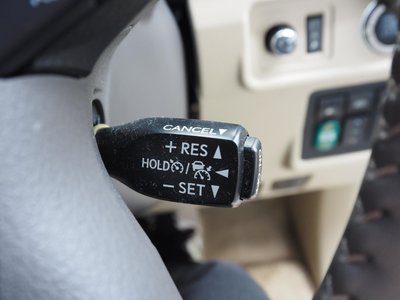 CANCEL▼
+ RES ▲
HOLD / ◀
− SET ▼